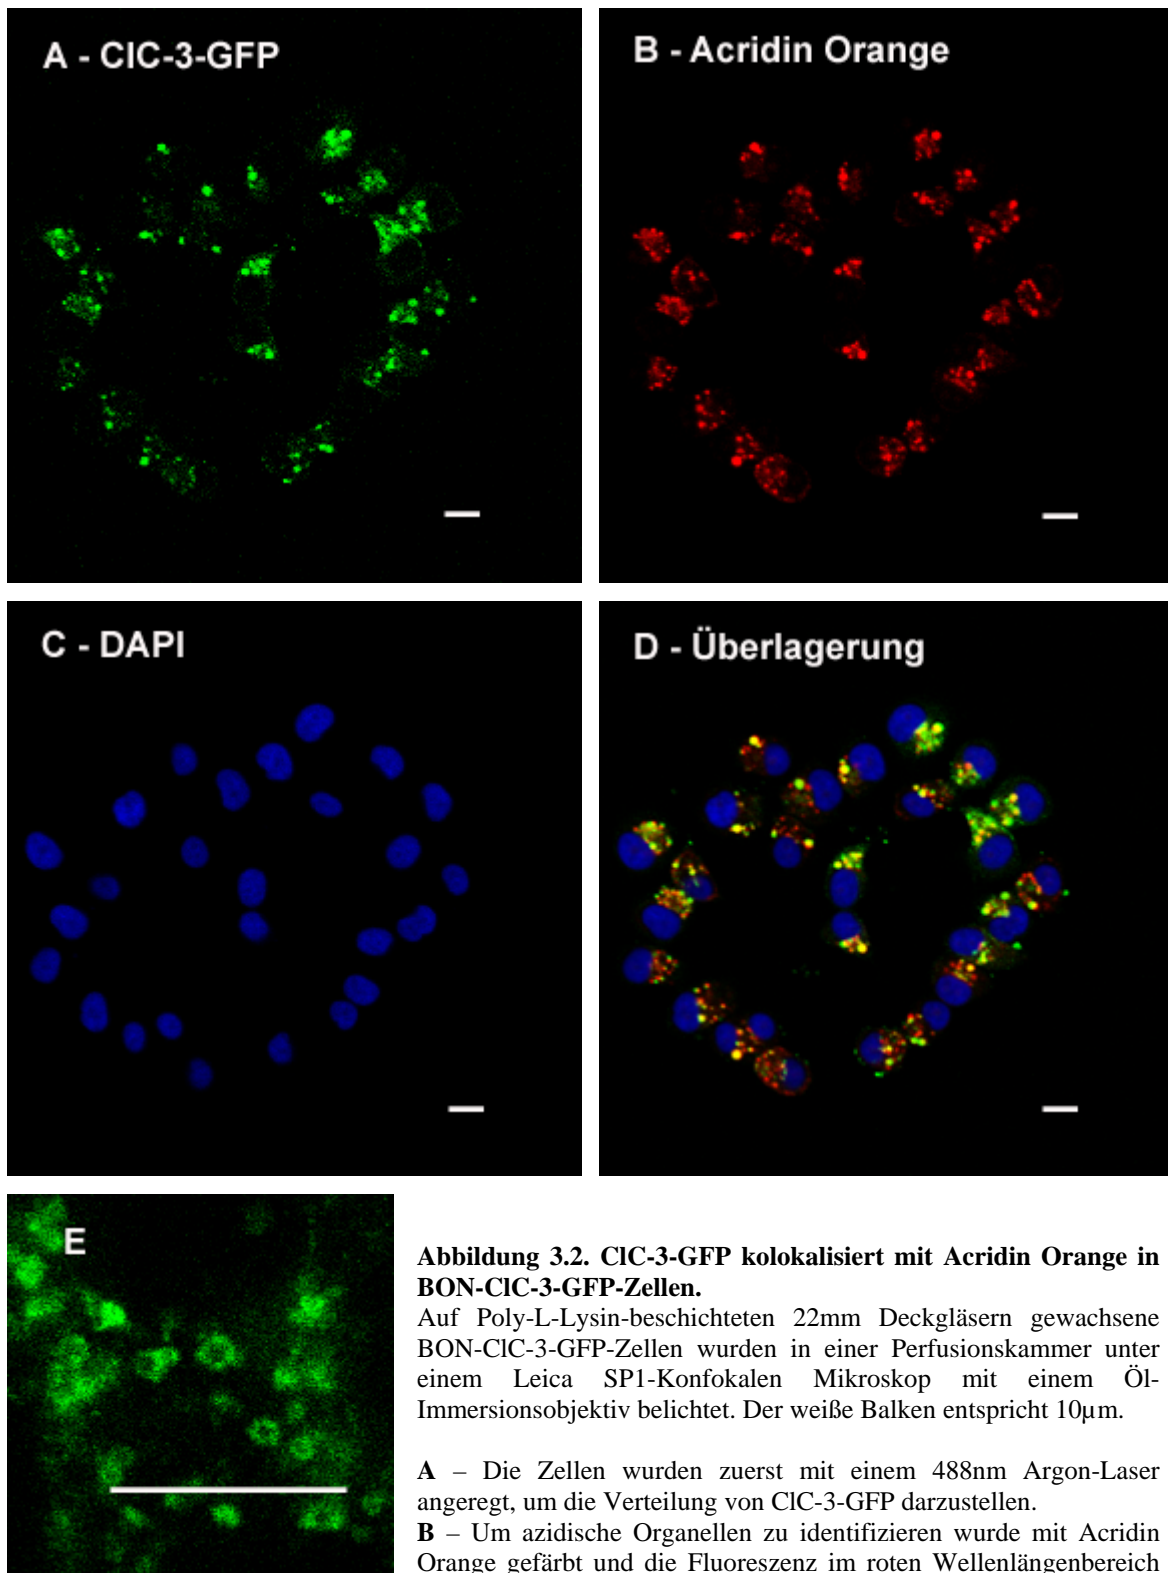 A - ClC-3-GFP
B - Acridin Orange
C - DAPI
D - Überlagerung
E
Abbildung 3.2. ClC-3-GFP kolokalisiert mit Acridin Orange in
BON-ClC-3-GFP-Zellen.
Auf Poly-L-Lysin-beschichteten 22mm Deckgläsern gewachsene
BON-ClC-3-GFP-Zellen wurden in einer Perfusionskammer unter
einem Leica SP1-Konfokalen Mikroskop mit einem Öl-
Immersionsobjektiv belichtet. Der weiße Balken entspricht 10µm.
A – Die Zellen wurden zuerst mit einem 488nm Argon-Laser
angeregt, um die Verteilung von ClC-3-GFP darzustellen.
B – Um azidische Organellen zu identifizieren wurde mit Acridin
Orange gefärbt und die Fluoreszenz im roten Wellenlängenbereich